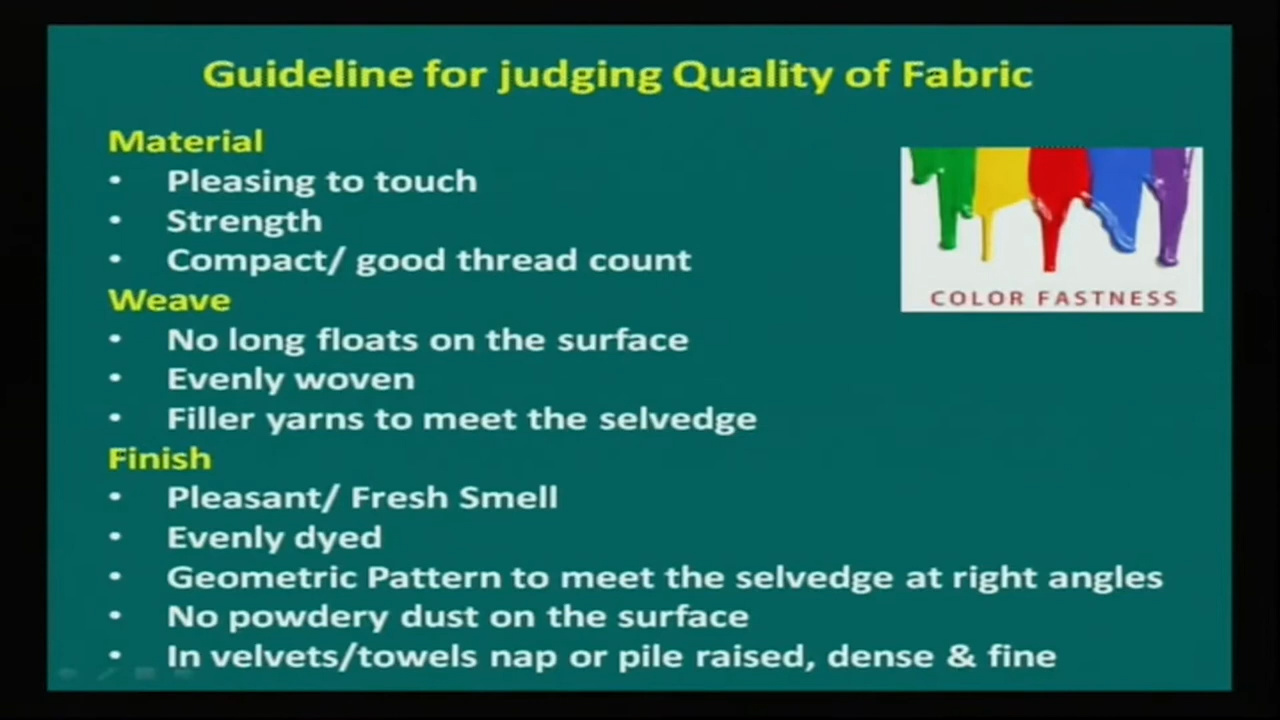 Guideline for judging Quality of Fabric
Material
• Pleasing to touch
• Strength
• Compact/ good thread count
Weave
• No long floats on the surface
• Evenly woven
• Filler yarns to meet the selvedge
Finish
• Pleasant/ Fresh Smell
• Evenly dyed
• Geometric Pattern to meet the selvedge at right angles
• No powdery dust on the surface
• In velvets/towels nap or pile raised, dense & fine
COLOR FASTNESS